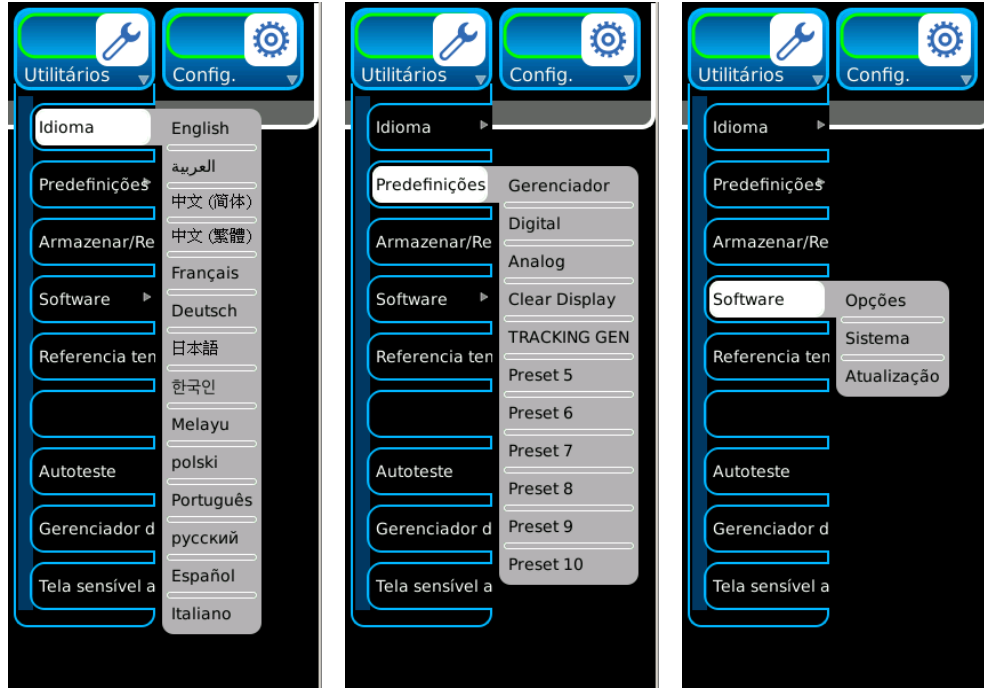 Utilitários
Config.
Idioma
Predefinições
Armazenar/Re
Software
Referencia ten
Autoteste
Gerenciador d
Tela sensível a
English
العربية
中文 (简体)
中文 (繁體)
Français
Deutsch
日本語
한국인
Melayu
polski
Português
русский
Español
Italiano
Utilitários
Config.
Idioma
Predefinições
Armazenar/Re
Software
Referencia ten
Autoteste
Gerenciador d
Tela sensível a
Gerenciador
Digital
Analog
Clear Display
TRACKING GEN
Preset 5
Preset 6
Preset 7
Preset 8
Preset 9
Preset 10
Utilitários
Config.
Idioma
Predefinições
Armazenar/Re
Software
Referencia ten
Autoteste
Gerenciador d
Tela sensível a
Opções
Sistema
Atualização